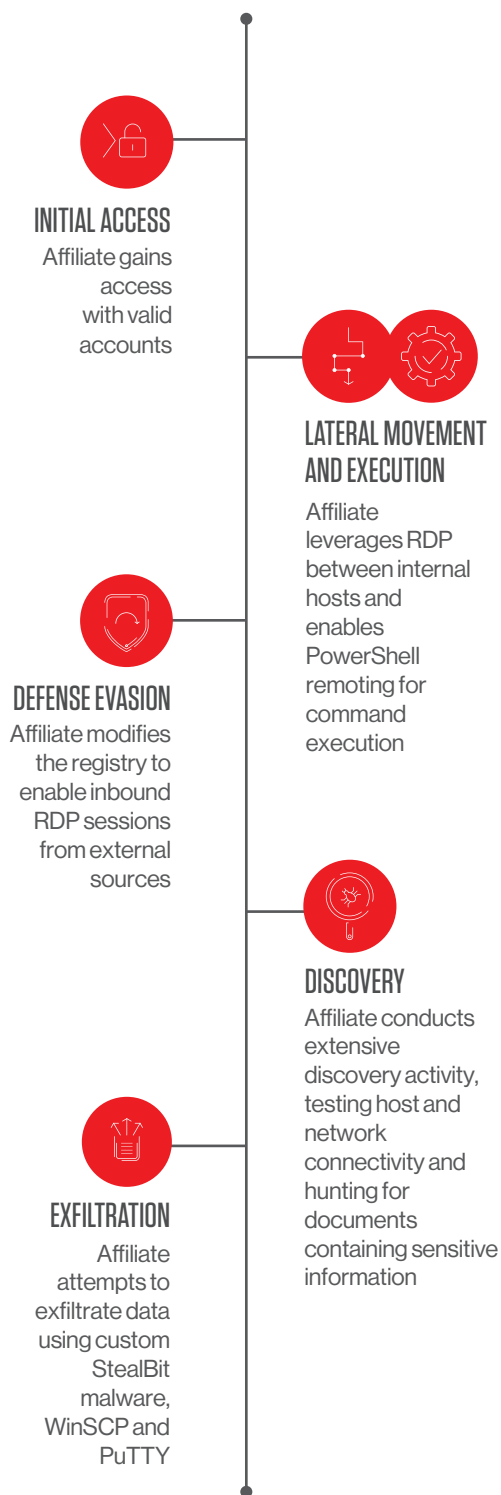 INITIAL ACCESS
Affiliate gains
access
with valid
accounts
LATERAL MOVEMENT
AND EXECUTION
Affiliate
leverages RDP
between internal
hosts and
enables
PowerShell
remoting for
command
execution
DEFENSE EVASION
Affiliate modifies
the registry to
enable inbound
RDP sessions
from external
sources
DISCOVERY
Affiliate conducts
extensive
discovery activity,
testing host and
network
connectivity and
hunting for
documents
containing sensitive
information
EXFILTRATION
Affiliate
attempts to
exfiltrate data
using custom
StealBit
malware,
WinSCP and
PuTTY